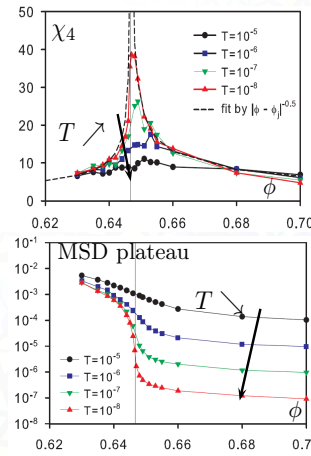 χ₄
50
40
30
20
10
0
T=10⁻⁵
T=10⁻⁶
T=10⁻⁷
T=10⁻⁸
fit by |ϕ - ϕⱼ|⁻⁰·⁵
T ↗
ϕ
0.62 0.64 0.66 0.68 0.70
MSD plateau
10⁻¹
10⁻²
10⁻³
10⁻⁴
10⁻⁵
10⁻⁶
10⁻⁷
10⁻⁸
T ↘
T=10⁻⁵
T=10⁻⁶
T=10⁻⁷
T=10⁻⁸
ϕ
0.62 0.64 0.66 0.68 0.70